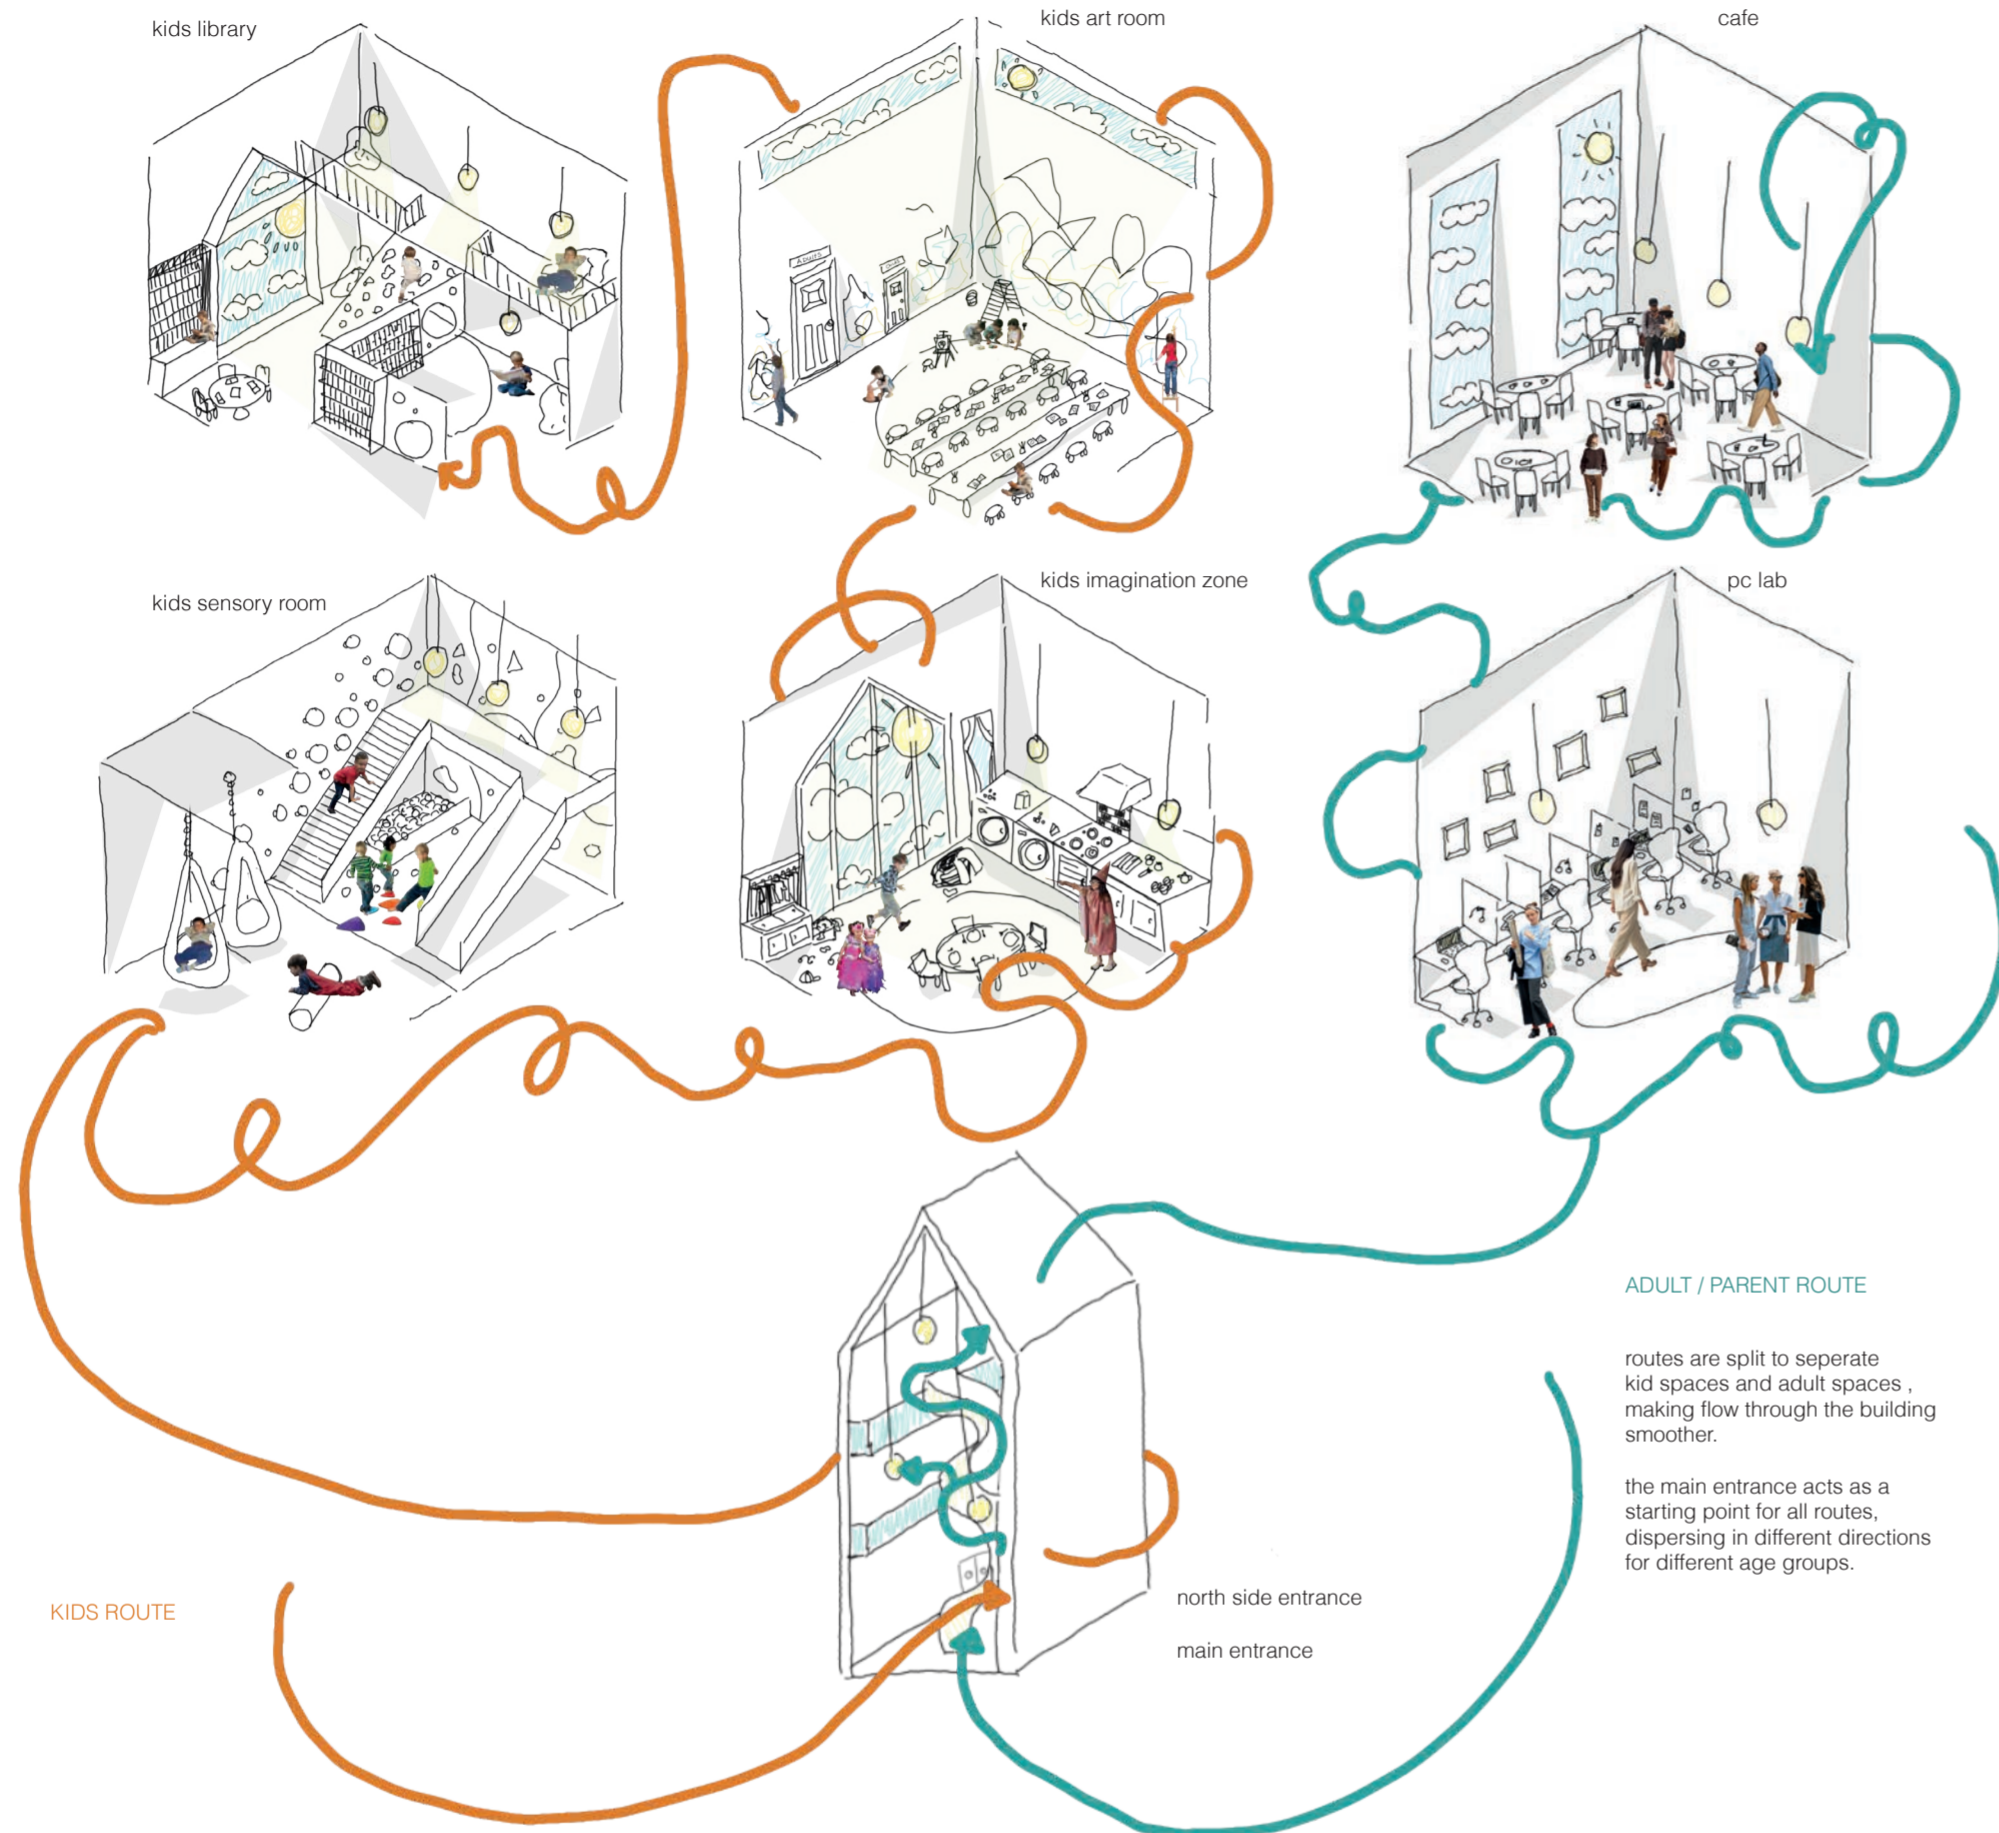 kids library
kids art room
cafe
ADULTS
kids sensory room
kids imagination zone
pc lab
ADULT / PARENT ROUTE
routes are split to seperate
kid spaces and adult spaces ,
making flow through the building
smoother.
the main entrance acts as a
starting point for all routes,
dispersing in different directions
for different age groups.
KIDS ROUTE
north side entrance
main entrance